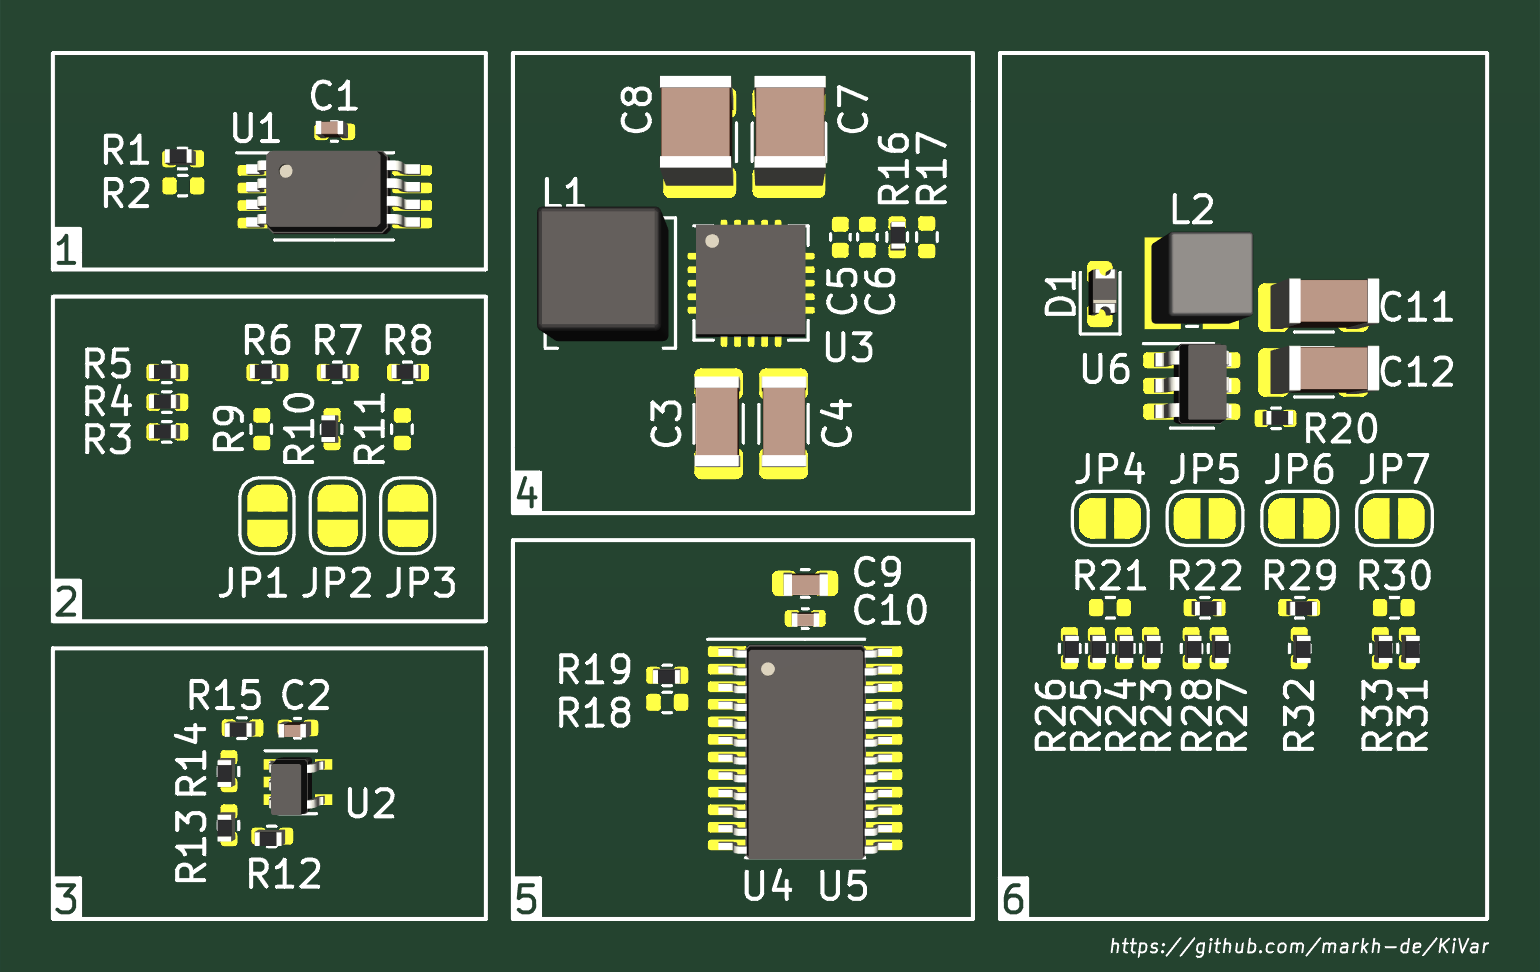 C1
U1
R1
R2
1
R6 R7 R8
R5
R4
R3
R9
R10
R11
JP1 JP2 JP3
2
R15 C2
R14
U2
R13
R12
3
C8
C7
R16
R17
L1
C5
C6
U3
C3
C4
4
C9
C10
R19
R18
U4 U5
5
L2
D1
C11
U6
C12
R20
JP4 JP5 JP6 JP7
R21 R22 R29 R30
R26
R25
R24
R23
R28
R27
R32
R33
R31
6
https://github.com/markh-de/KiVar